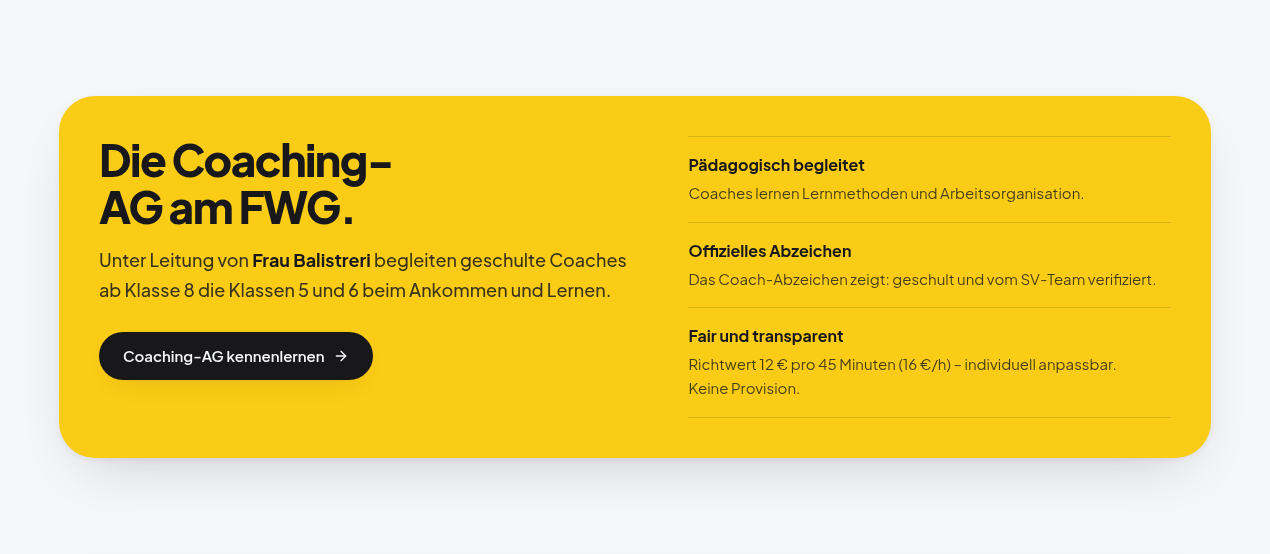 Die Coaching-
AG am FWG.
Unter Leitung von Frau Balistreri begleiten geschulte Coaches
ab Klasse 8 die Klassen 5 und 6 beim Ankommen und Lernen.
Coaching-AG kennenlernen →
Pädagogisch begleitet
Coaches lernen Lernmethoden und Arbeitsorganisation.
Offizielles Abzeichen
Das Coach-Abzeichen zeigt: geschult und vom SV-Team verifiziert.
Fair und transparent
Richtwert 12 € pro 45 Minuten (16 €/h) – individuell anpassbar.
Keine Provision.